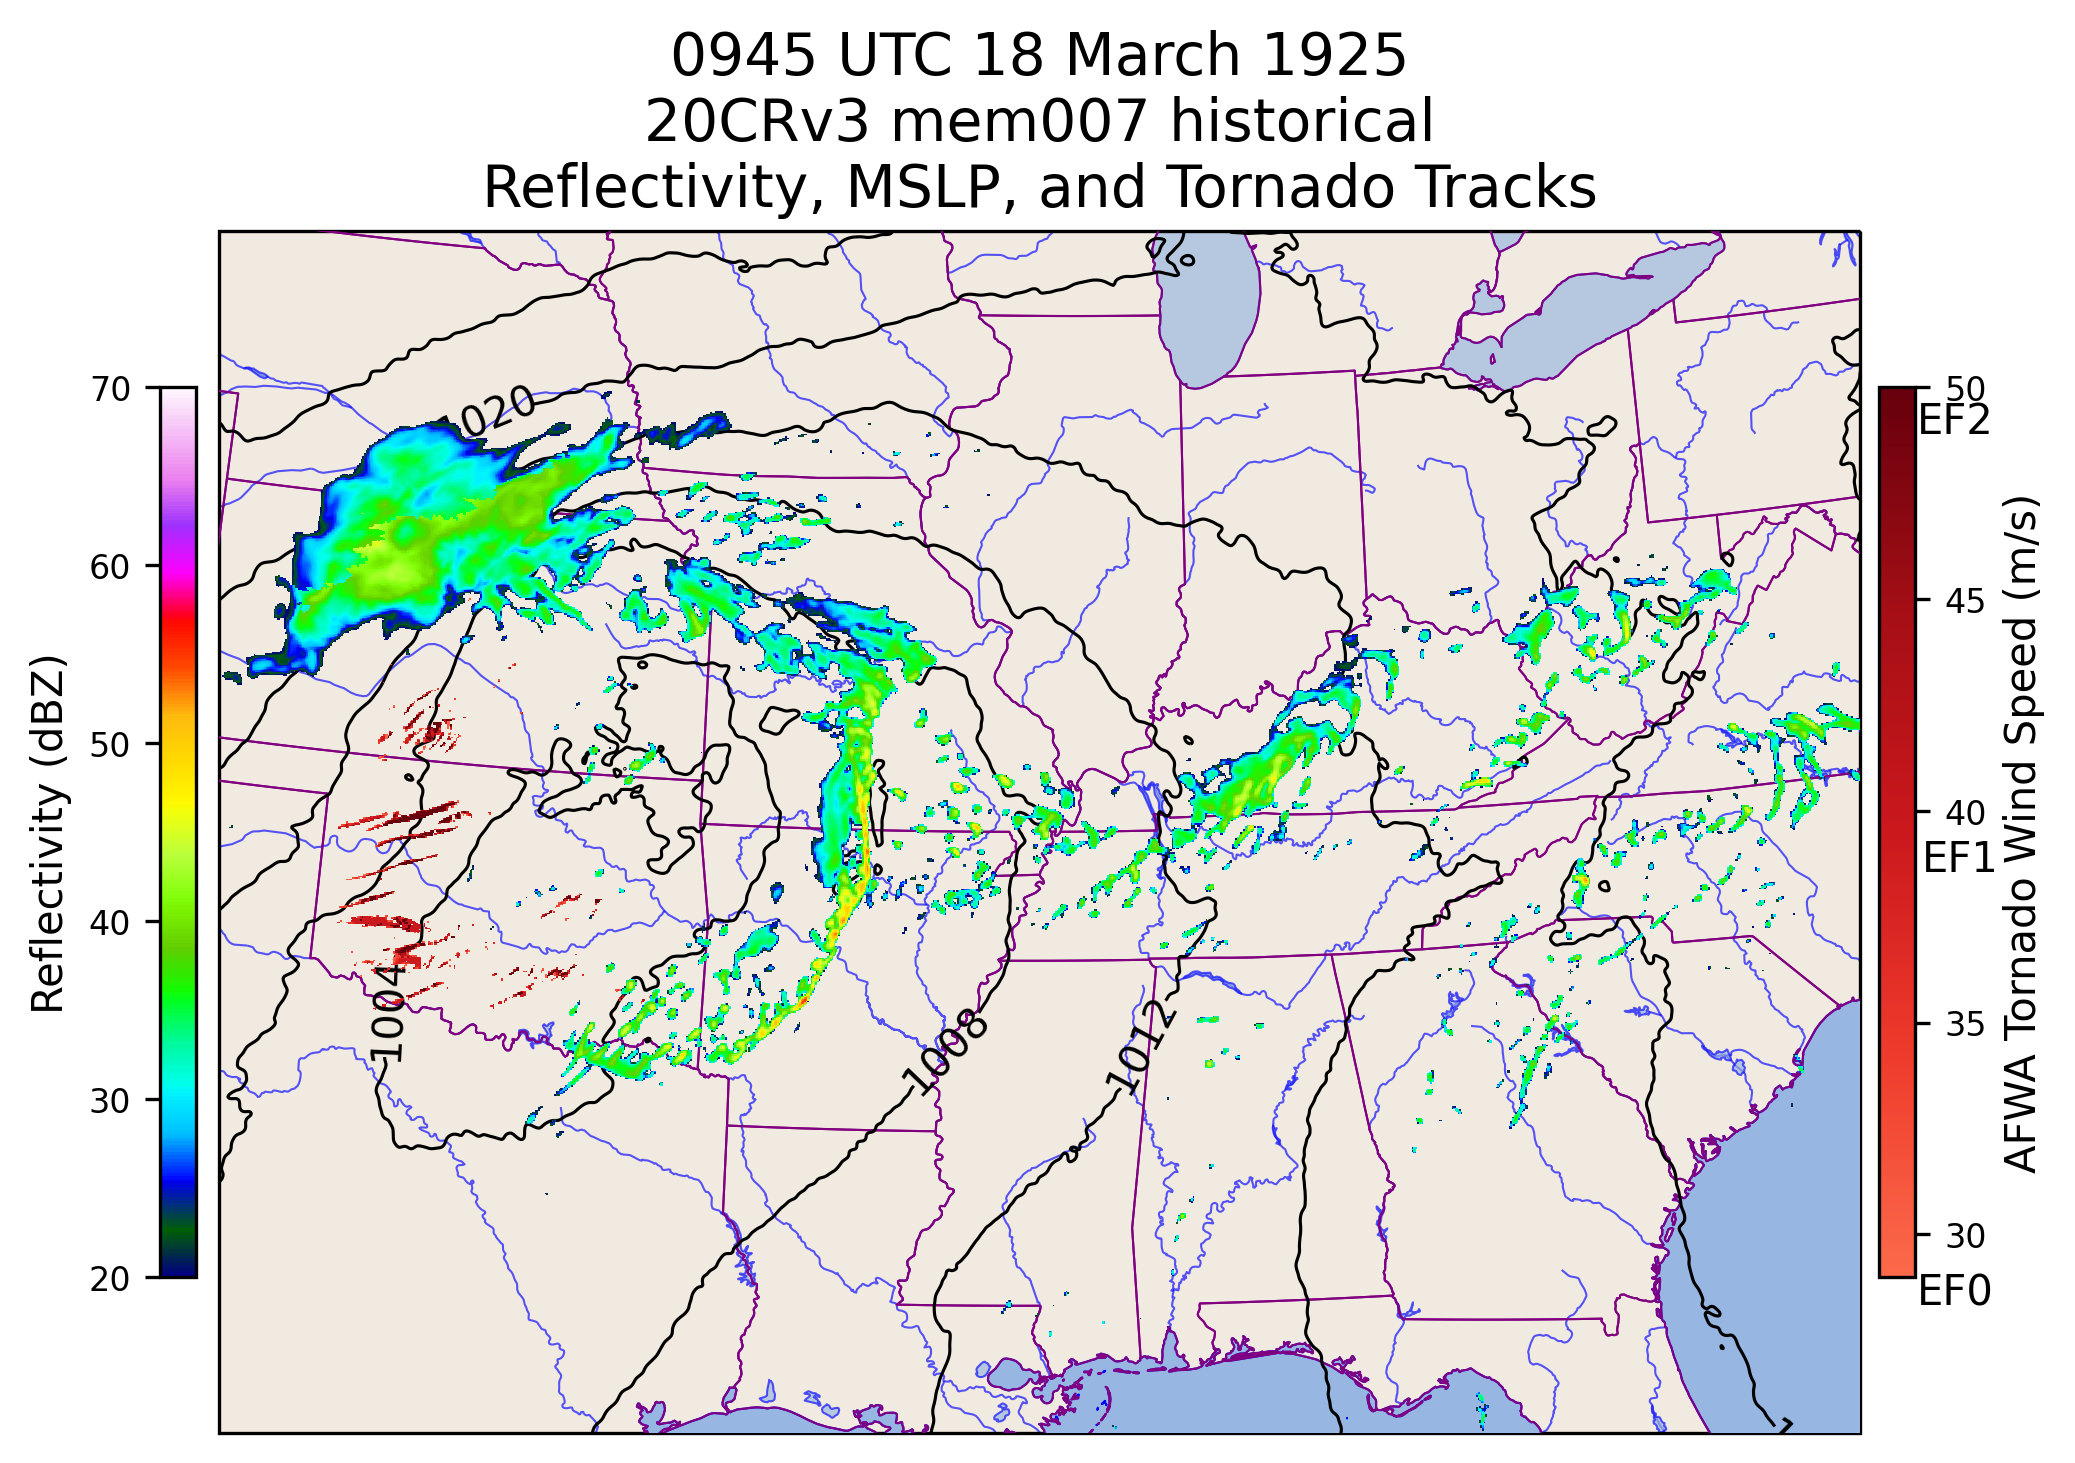 0945 UTC 18 March 1925
20CRv3 mem007 historical
Reflectivity, MSLP, and Tornado Tracks
70
60
50
40
30
20
Reflectivity (dBZ)
1020
1004
1008
1012
50
EF2
45
40
EF1
35
30
EF0
AFWA Tornado Wind Speed (m/s)